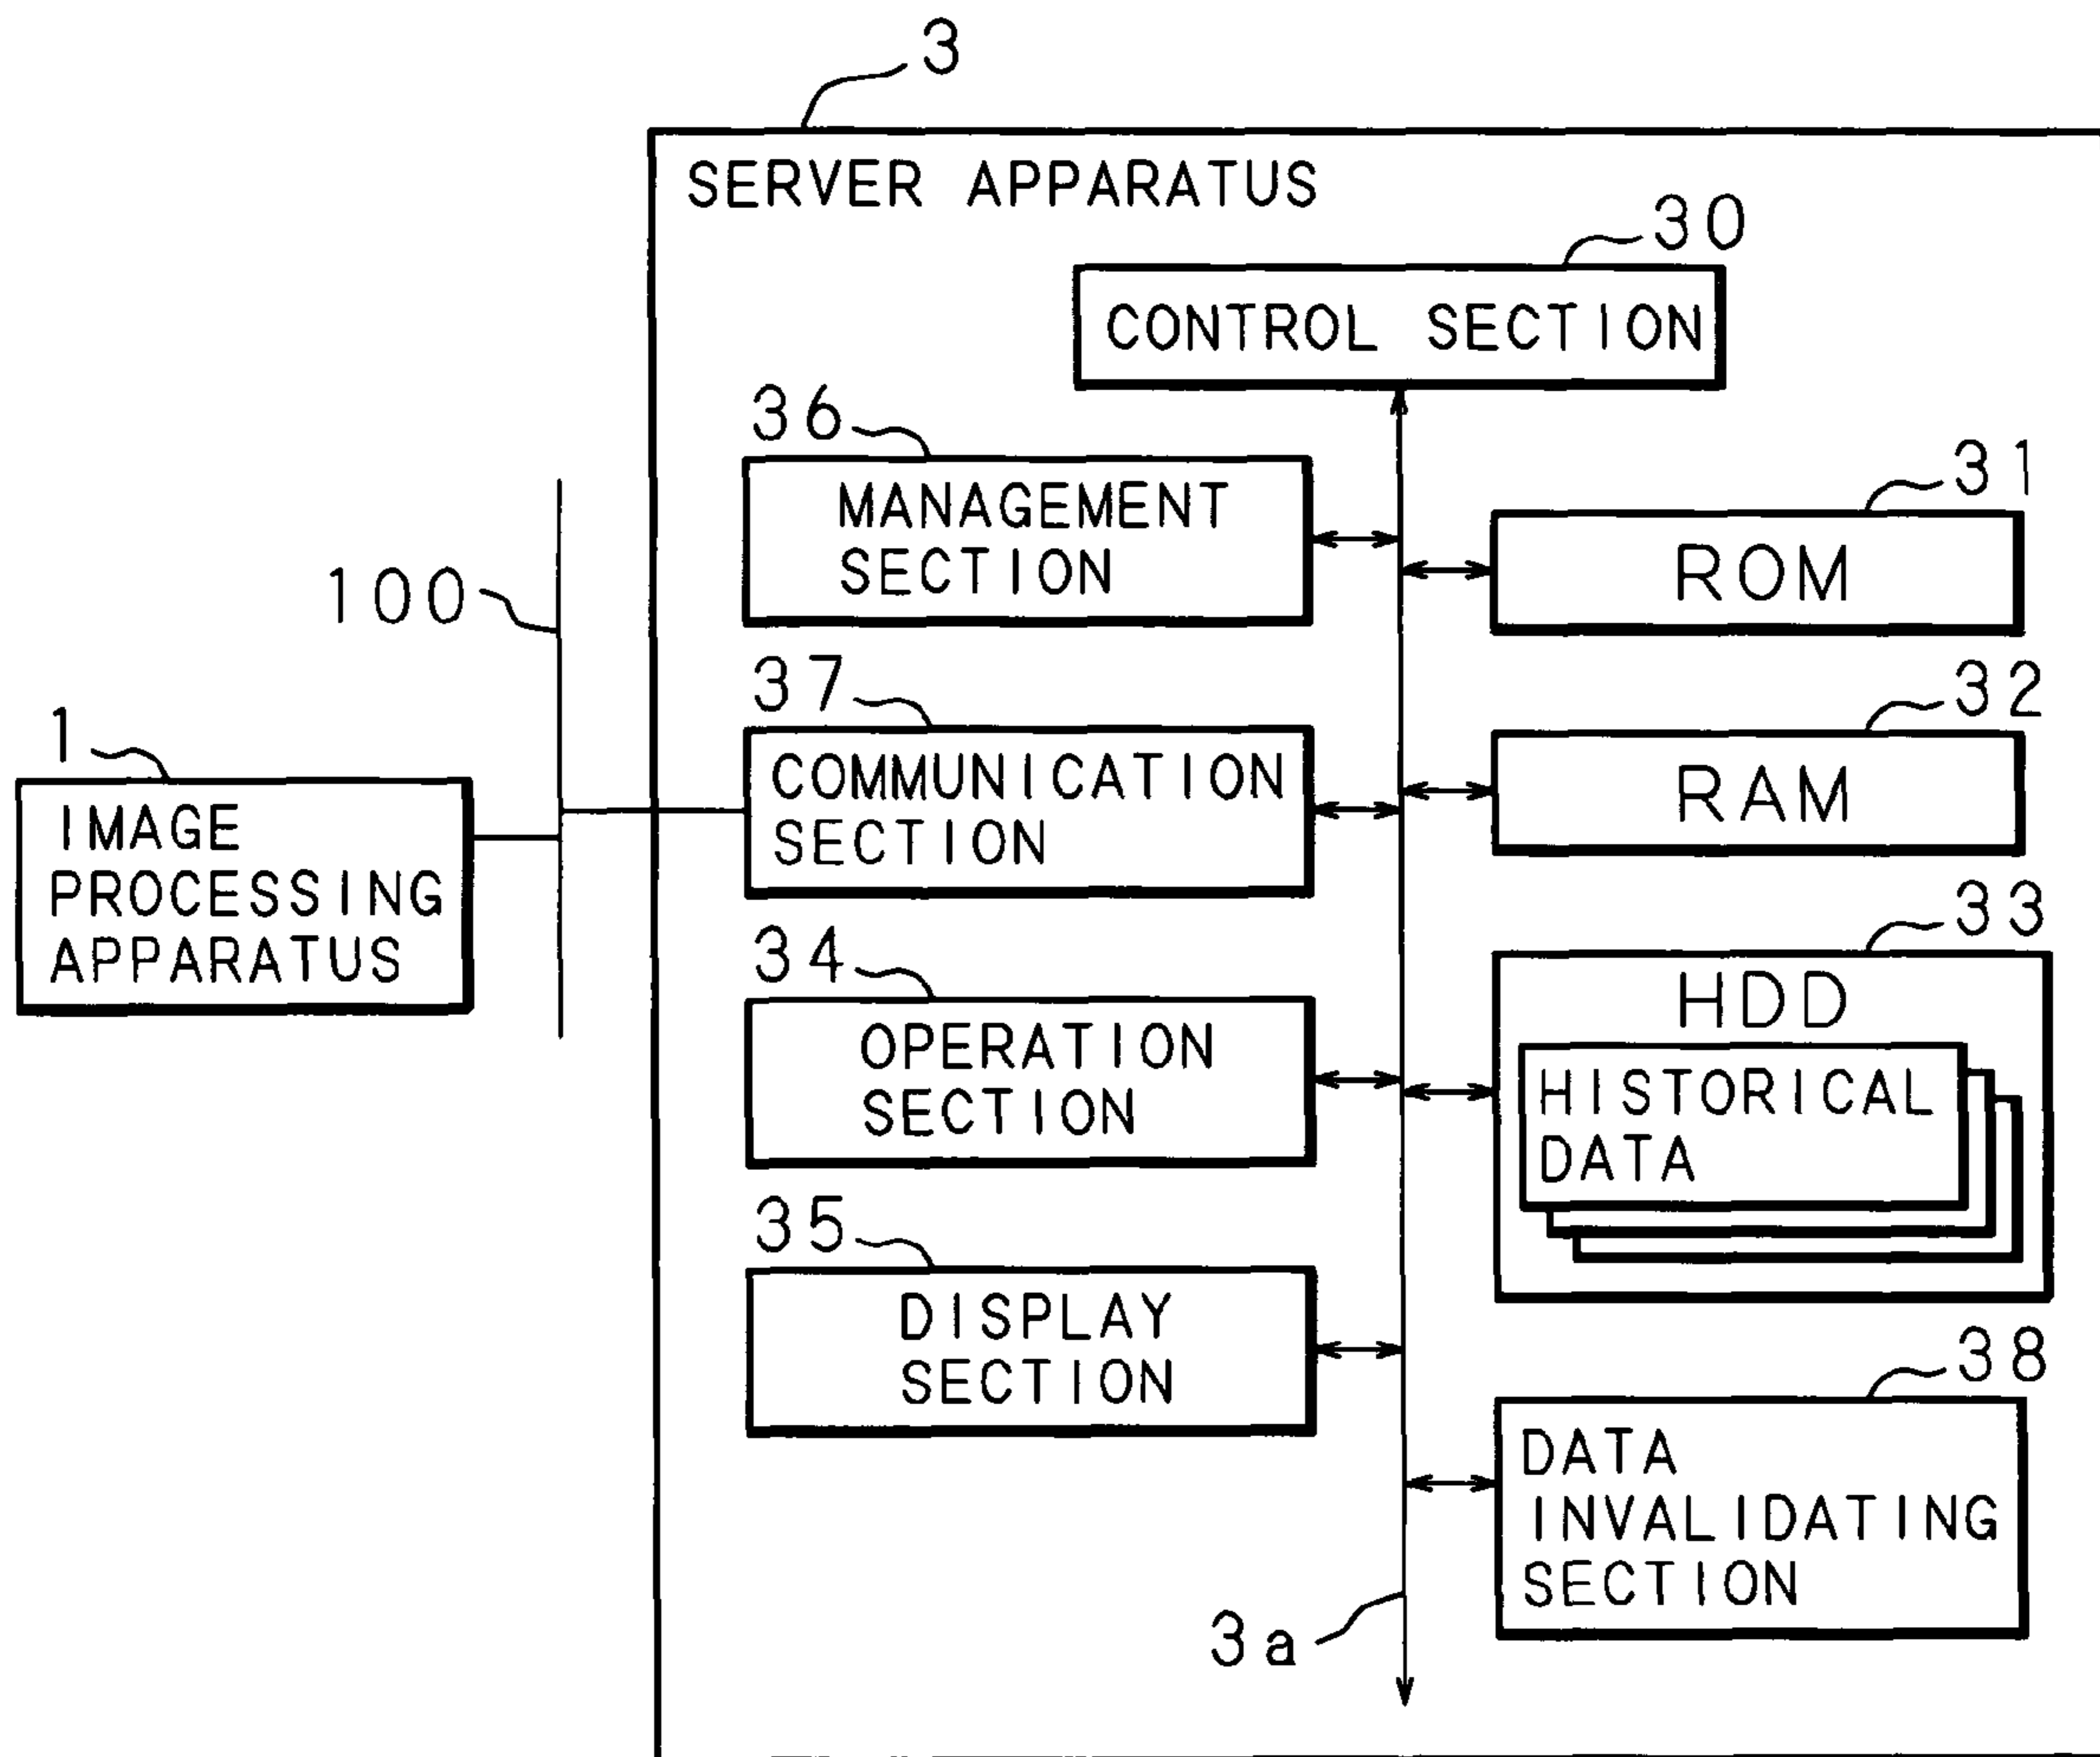 3
SERVER APPARATUS
30
CONTROL SECTION
36
MANAGEMENT
SECTION
31
ROM
100
37
COMMUNICATION
SECTION
32
RAM
1
IMAGE
PROCESSING
APPARATUS
34
OPERATION
SECTION
33
HDD
HISTORICAL
DATA
35
DISPLAY
SECTION
38
DATA
INVALIDATING
SECTION
3a